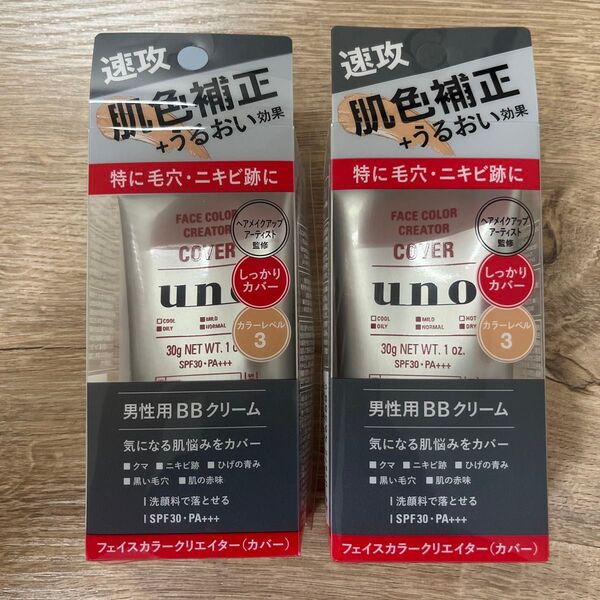 速攻
肌色補正
+うるおい効果
特に毛穴・ニキビ跡に
FACE COLOR
CREATOR
COVER
ヘアメイクアップ
アーティスト
監修
しっかり
カバー
uno
COOL MILD
OILY NORMAL
カラーレベル
3
30g NET WT. 1 oz.
SPF30・PA+++
男性用BBクリーム
気になる肌悩みをカバー
■クマ ■ニキビ跡 ■ひげの青み
■黒い毛穴 ■肌の赤味
洗顔料で落とせる
SPF30・PA+++
フェイスカラークリエイター(カバー)
速攻
肌色補正
+うるおい効果
特に毛穴・ニキビ跡に
FACE COLOR
CREATOR
COVER
ヘアメイクアップ
アーティスト
監修
しっかり
カバー
uno
COOL MILD HOT
OILY NORMAL DRY
カラーレベル
3
30g NET WT. 1 oz.
SPF30・PA+++
男性用BBクリーム
気になる肌悩みをカバー
■クマ ■ニキビ跡 ■ひげの青み
■黒い毛穴 ■肌の赤味
洗顔料で落とせる
SPF30・PA+++
フェイスカラークリエイター(カバー)